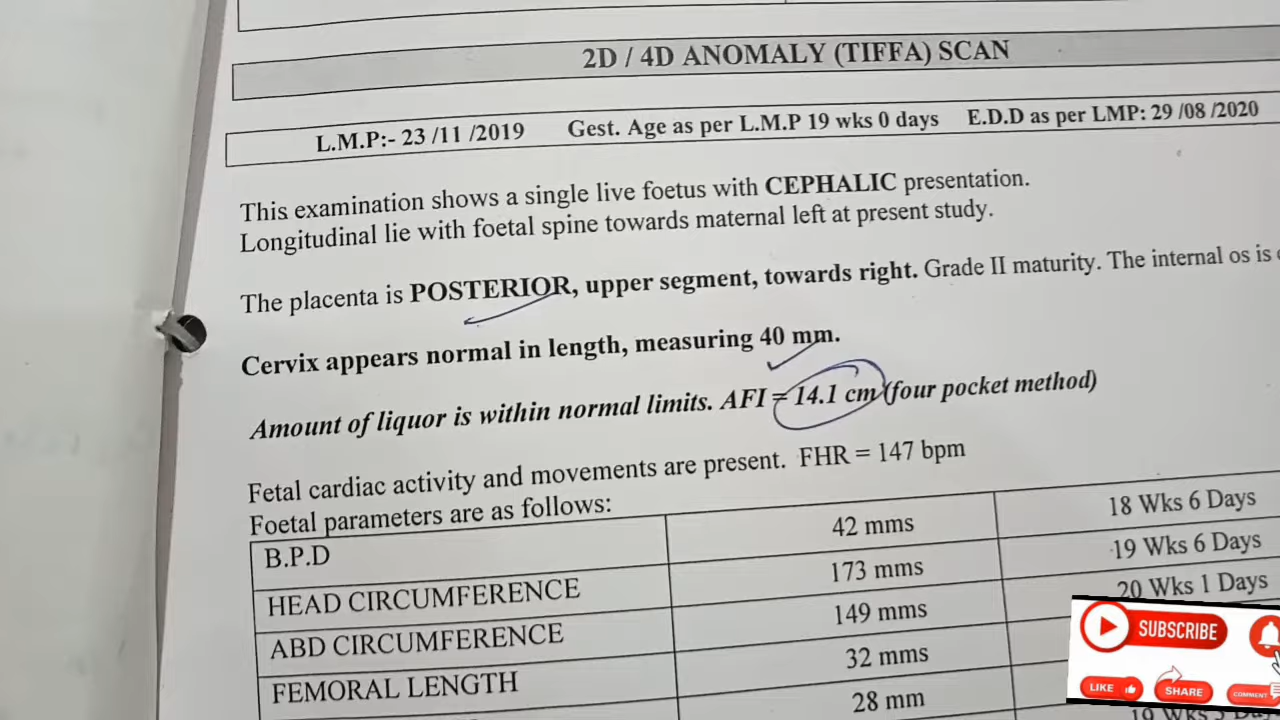 2D / 4D ANOMALY (TIFFA) SCAN
L.M.P:- 23 /11 /2019 Gest. Age as per L.M.P 19 wks 0 days E.D.D as per LMP: 29 /08 /2020
This examination shows a single live foetus with CEPHALIC presentation.
Longitudinal lie with foetal spine towards maternal left at present study.
The placenta is POSTERIOR, upper segment, towards right. Grade II maturity. The internal os is
Cervix appears normal in length, measuring 40 mm.
Amount of liquor is within normal limits. AFI = 14.1 cm (four pocket method)
Fetal cardiac activity and movements are present. FHR = 147 bpm
Foetal parameters are as follows:
B.P.D 42 mms 18 Wks 6 Days
HEAD CIRCUMFERENCE 173 mms 19 Wks 6 Days
ABD CIRCUMFERENCE 149 mms 20 Wks 1 Days
FEMORAL LENGTH 32 mms
28 mm
SUBSCRIBE
LIKE SHARE COMMENT